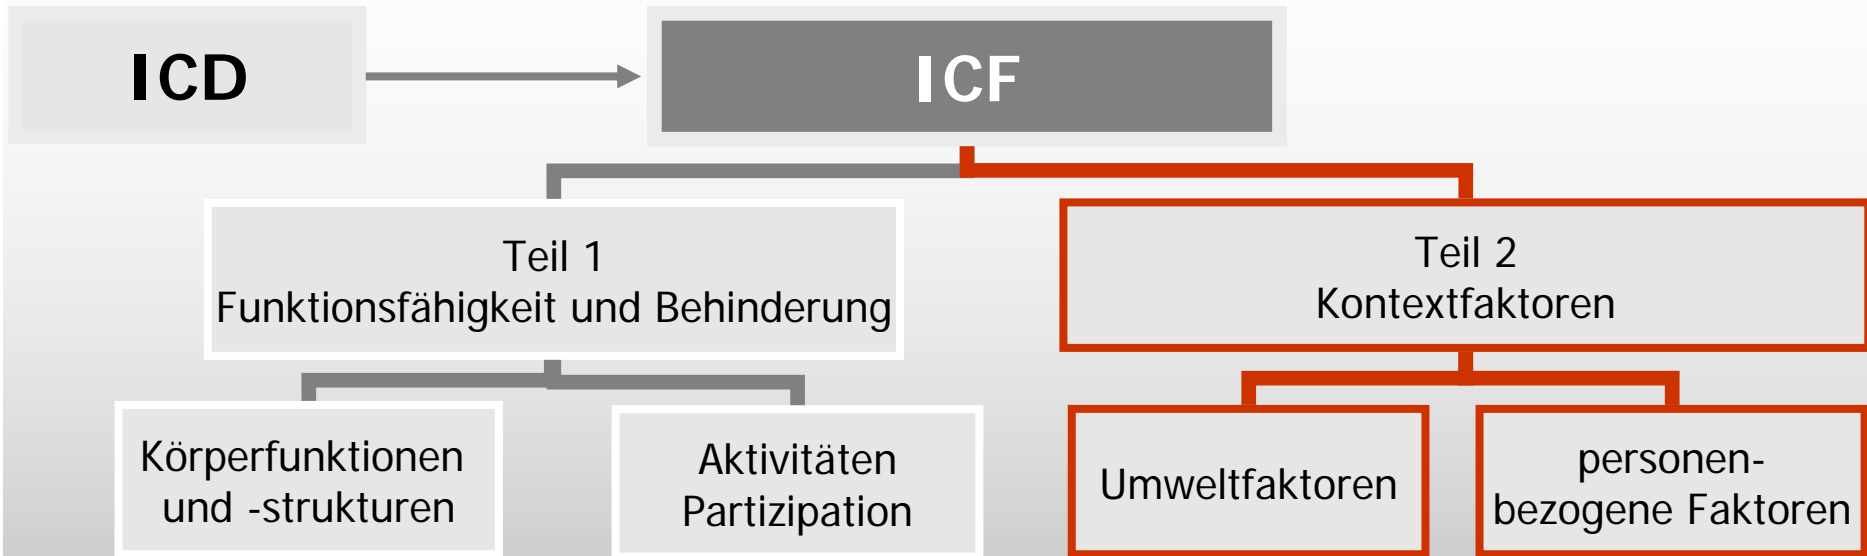 ICD
ICF
Teil 1
Funktionsfähigkeit und Behinderung
Teil 2
Kontextfaktoren
Körperfunktionen
und -strukturen
Aktivitäten
Partizipation
Umweltfaktoren
personen-
bezogene Faktoren